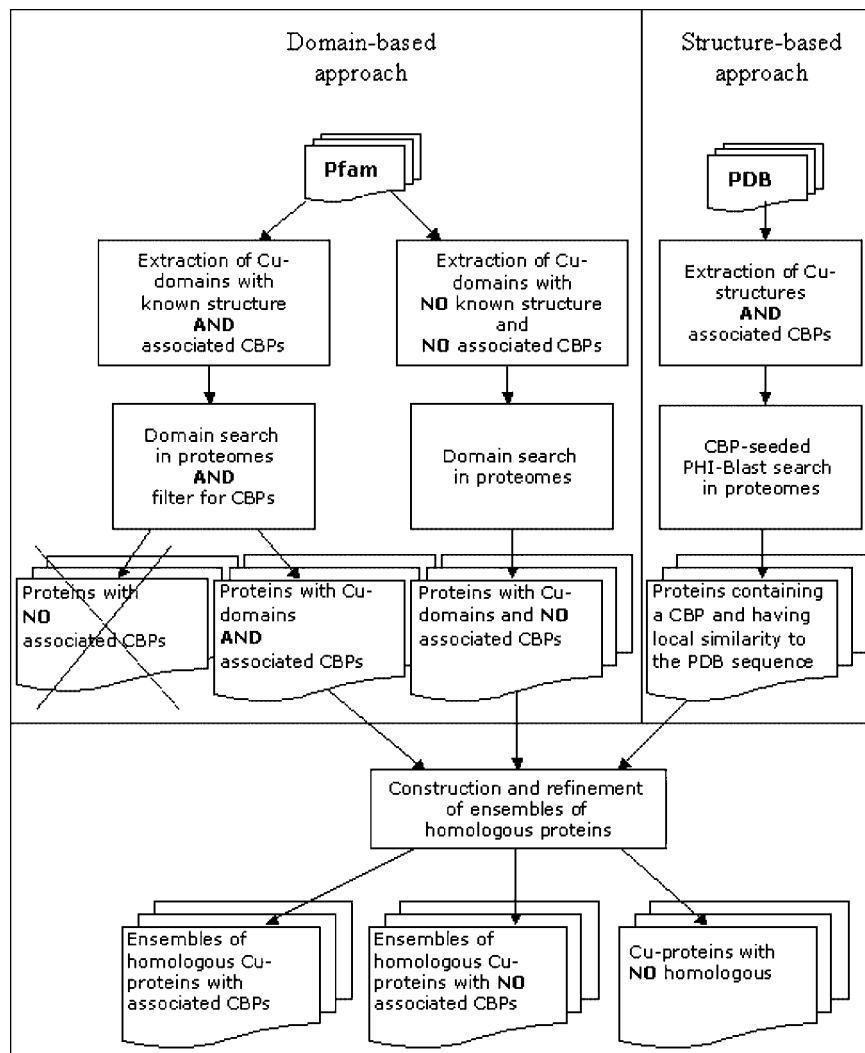 Domain-based
approach
Structure-based
approach
Pfam
PDB
Extraction of Cu-
domains with
known structure
AND
associated CBPs
Extraction of Cu-
domains with
NO known structure
and
NO associated CBPs
Extraction of Cu-
structures
AND
associated CBPs
Domain search
in proteomes
AND
filter for CBPs
Domain search
in proteomes
CBP-seeded
PHI-Blast search
in proteomes
Proteins with
NO
associated CBPs
Proteins with Cu-
domains
AND
associated CBPs
Proteins with Cu-
domains and NO
associated CBPs
Proteins containing
a CBP and having
local similarity to
the PDB sequence
Construction and refinement
of ensembles of
homologous proteins
Ensembles of
homologous Cu-
proteins with
associated CBPs
Ensembles of
homologous Cu-
proteins with NO
associated CBPs
Cu-proteins with
NO homologous